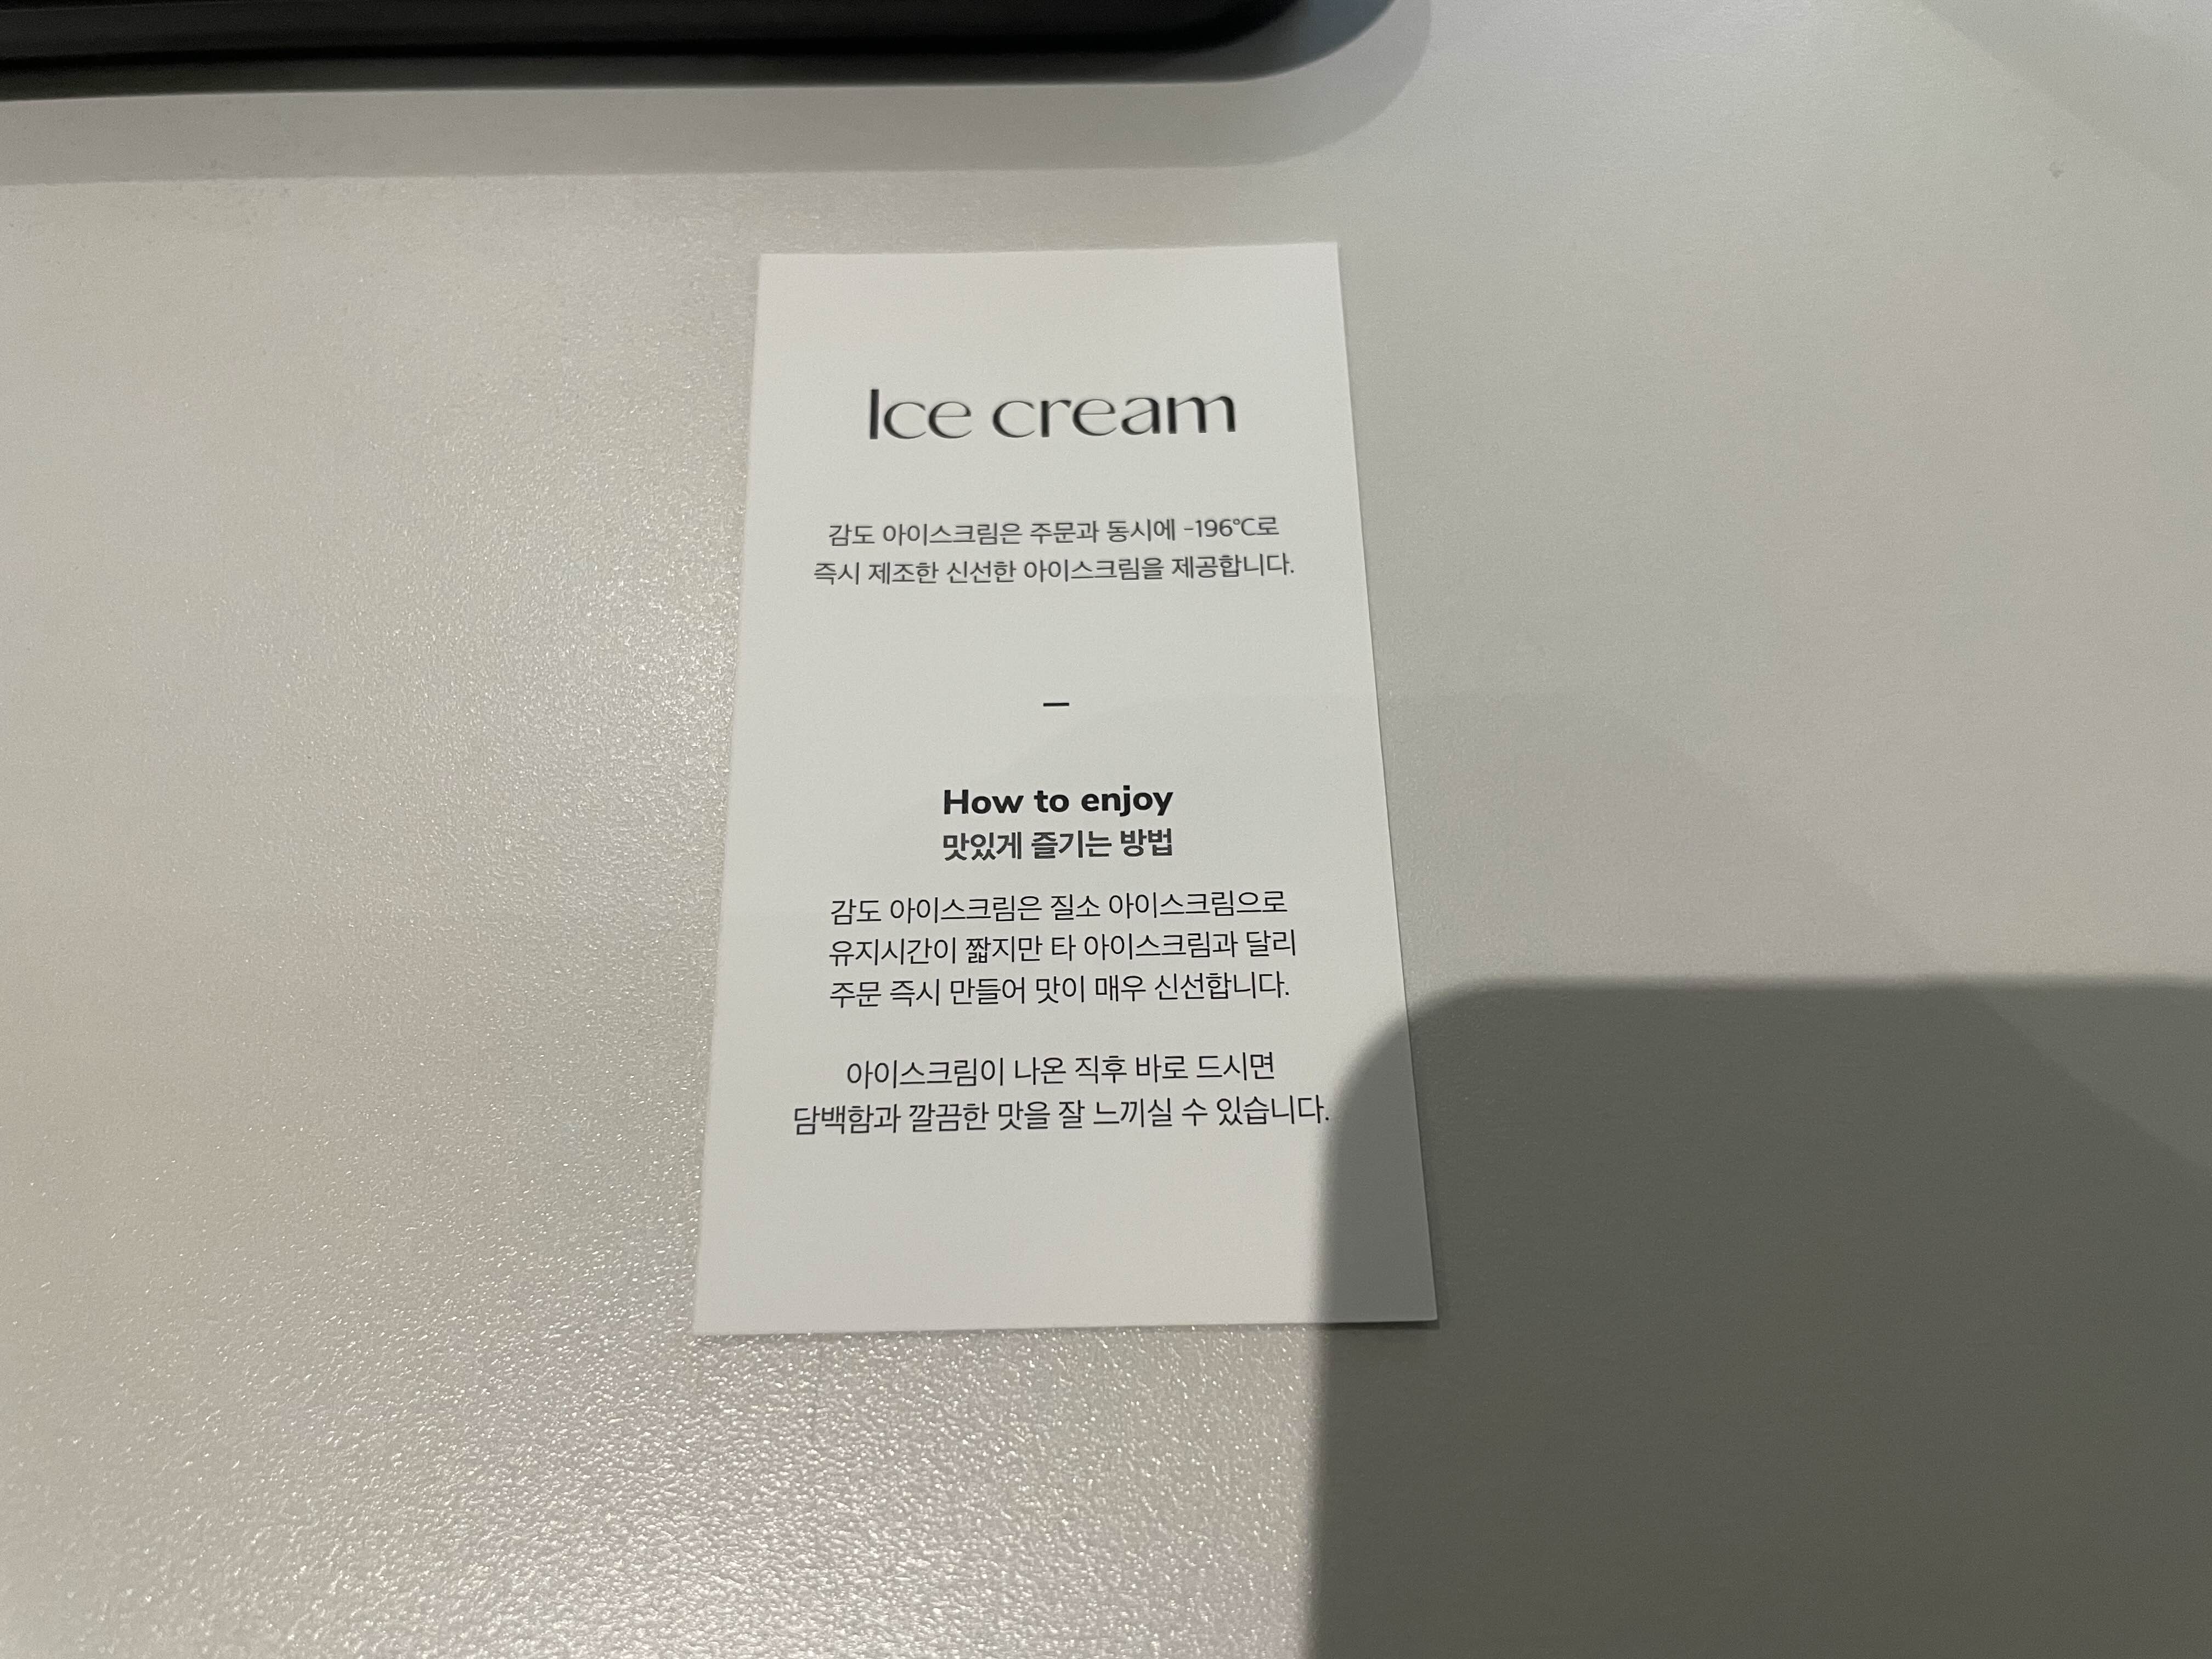 Ice cream
감도 아이스크림은 주문과 동시에 -196℃로
즉시 제조한 신선한 아이스크림을 제공합니다.
–
How to enjoy
맛있게 즐기는 방법
감도 아이스크림은 질소 아이스크림으로
유지시간이 짧지만 타 아이스크림과 달리
주문 즉시 만들어 맛이 매우 신선합니다.
아이스크림이 나온 직후 바로 드시면
담백함과 깔끔한 맛을 잘 느끼실 수 있습니다.